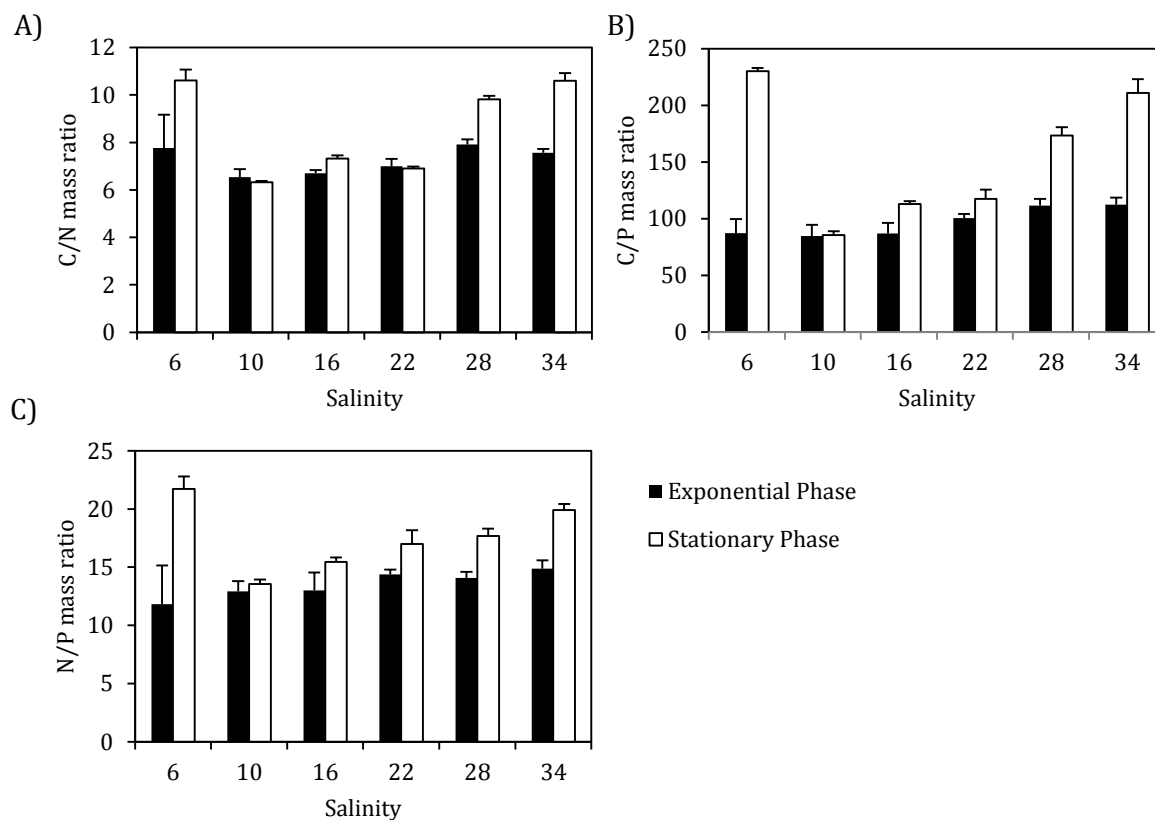 A)
C/N mass ratio
12
10
8
6
4
2
0
6 10 16 22 28 34
Salinity
B)
C/P mass ratio
250
200
150
100
50
0
6 10 16 22 28 34
Salinity
C)
N/P mass ratio
25
20
15
10
5
0
6 10 16 22 28 34
Salinity
Exponential Phase
Stationary Phase